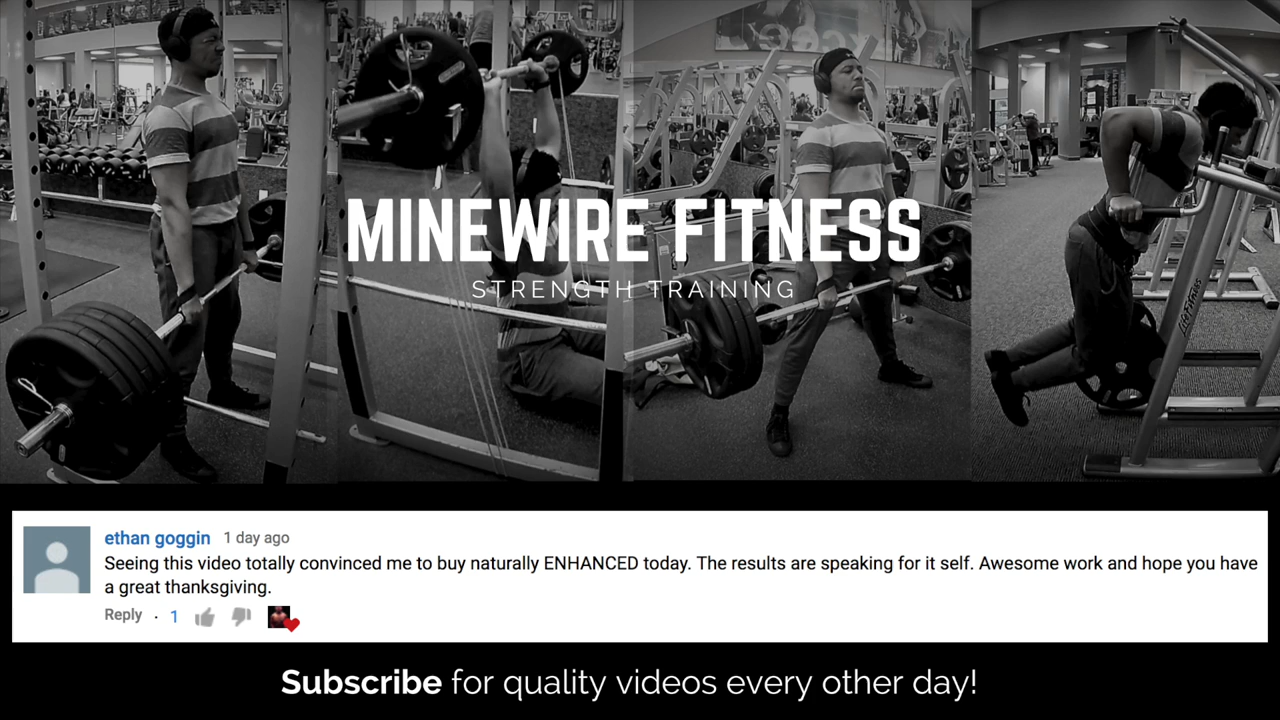 MINEWIRE FITNESS
STRENGTH TRAINING
ethan goggin 1 day ago
Seeing this video totally convinced me to buy naturally ENHANCED today. The results are speaking for it self. Awesome work and hope you have
a great thanksgiving.
Reply · 1
Subscribe for quality videos every other day!